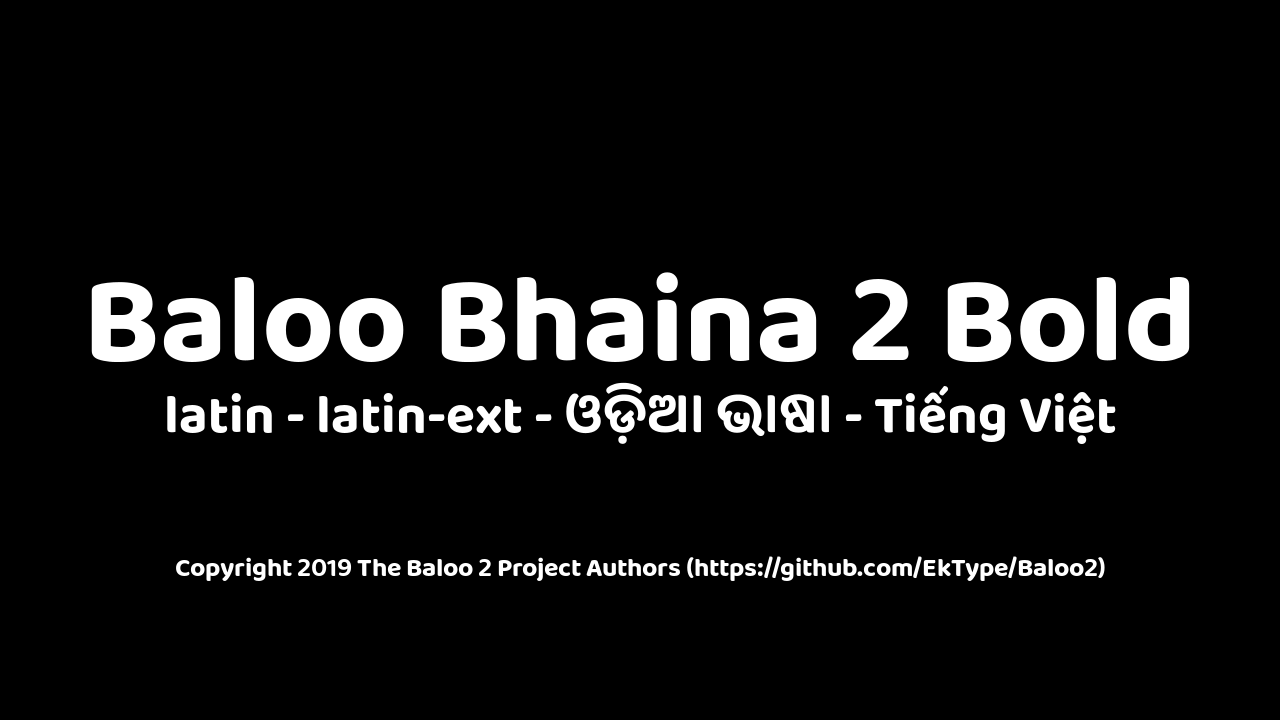 Baloo Bhaina 2 Bold
latin - latin-ext - ଓଡ଼ିଆ ଭାଷା - Tiếng Việt
Copyright 2019 The Baloo 2 Project Authors (https://github.com/EkType/Baloo2)